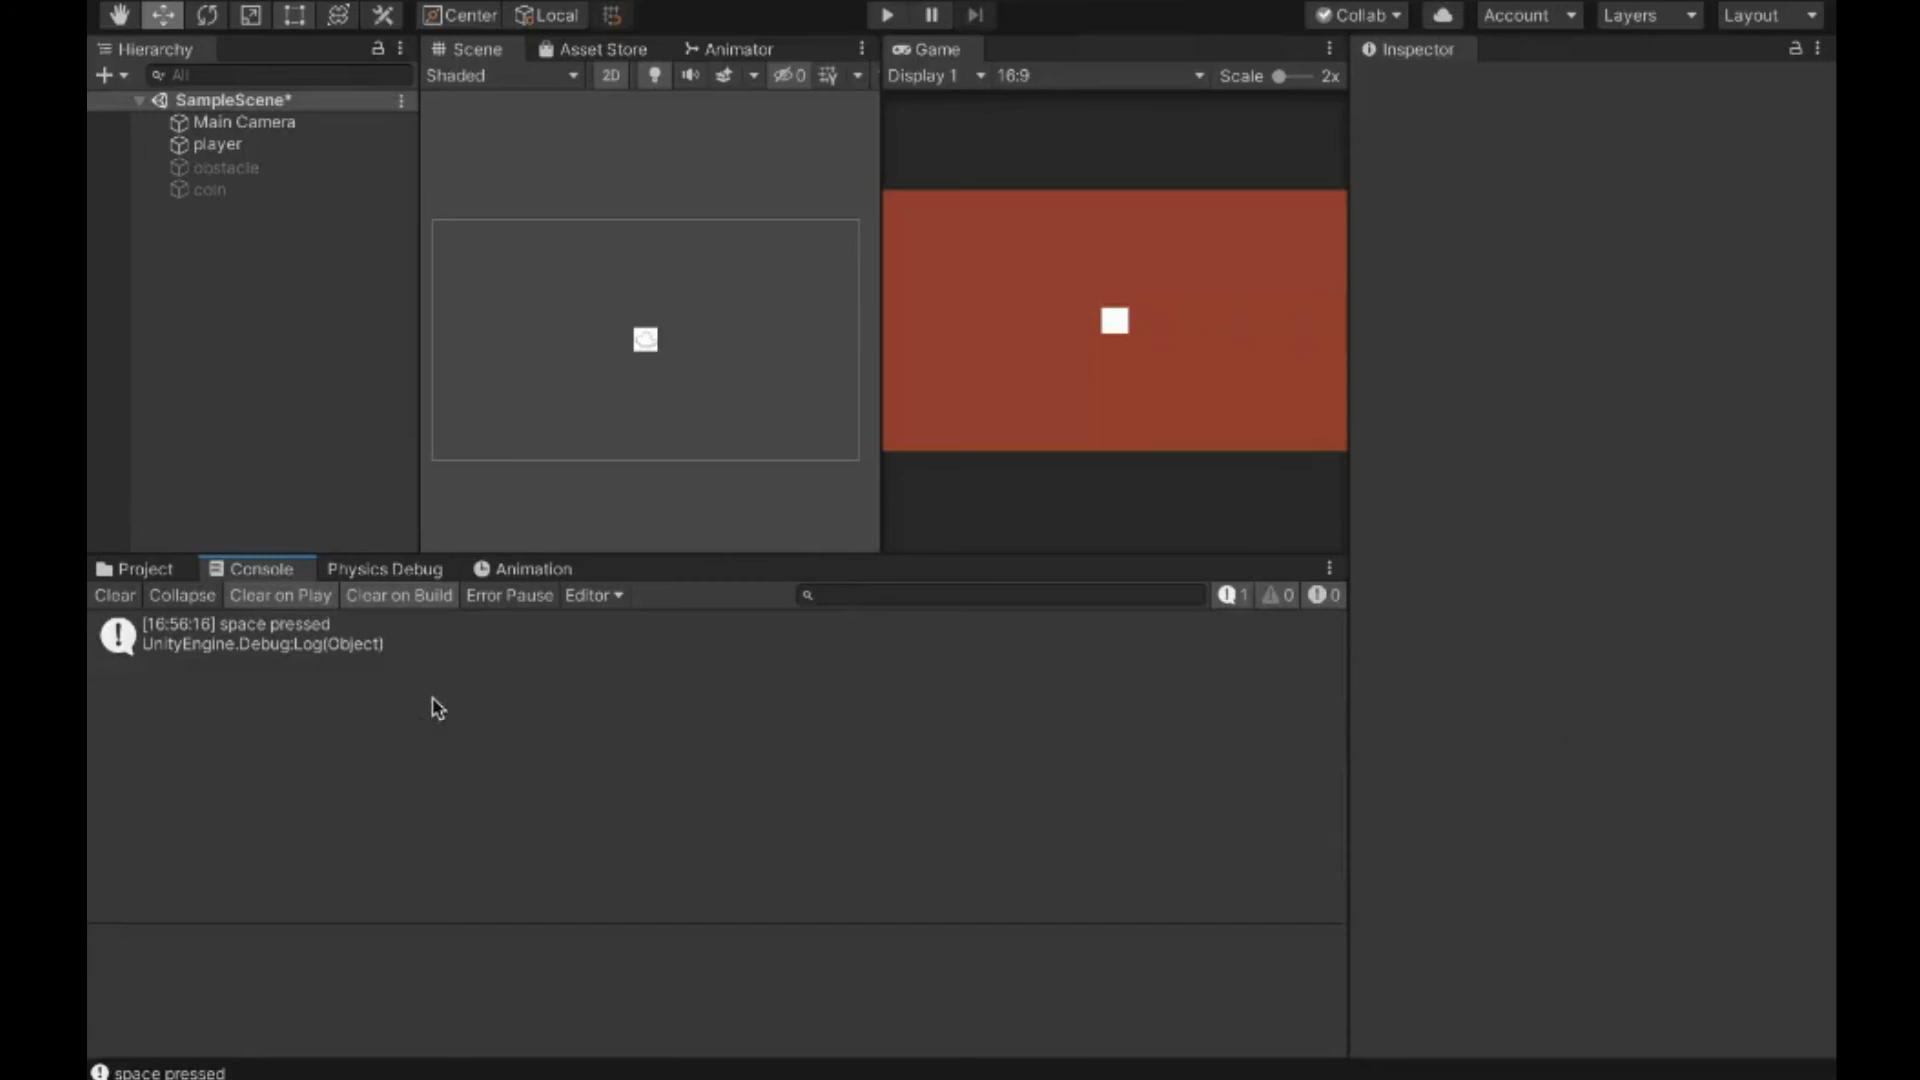 Center Local Collab Account Layers Layout
Hierarchy Scene Asset Store Animator Game Inspector
All Shaded 2D 0 Display 1 16:9 Scale 2x
SampleScene*
Main Camera
player
obstacle
coin
Project Console Physics Debug Animation
Clear Collapse Clear on Play Clear on Build Error Pause Editor 1 0 0
[16:56:16] space pressed
UnityEngine.Debug:Log(Object)
space pressed